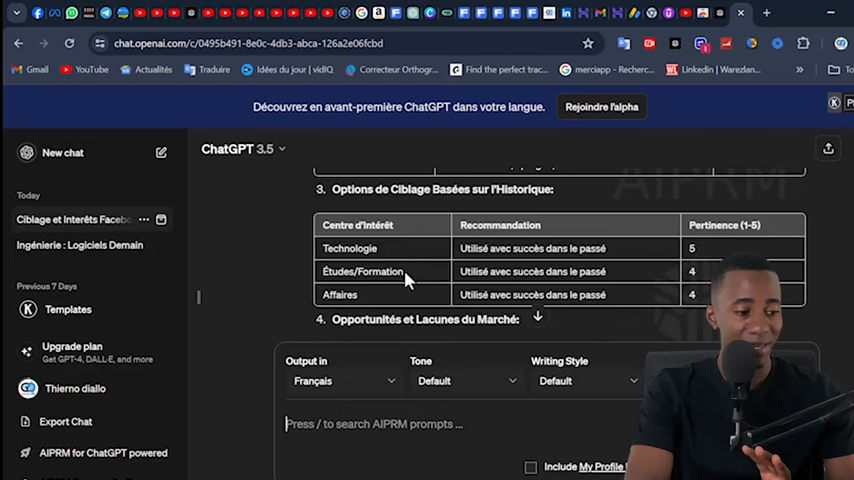 chat.openai.com/c/0495b491-8e0c-4db3-abca-126a2e06fcbd
Gmail
YouTube
Actualités
Traduire
Idées du jour | vidIQ
Correcteur Orthogr...
Find the perfect trac...
merciapp - Recherc...
Linkedin | Warezlan...
»
Découvrez en avant-première ChatGPT dans votre langue.
Rejoindre l'alpha
New chat
ChatGPT 3.5
Today
Ciblage et Intérêts Facebo
Ingénierie : Logiciels Demain
Previous 7 Days
Templates
Upgrade plan
Get GPT-4, DALL·E, and more
Thierno diallo
Export Chat
AIPRM for ChatGPT powered
AIPRM
3. Options de Ciblage Basées sur l'Historique:
Centre d'Intérêt Recommandation Pertinence (1-5)
Technologie Utilisé avec succès dans le passé 5
Études/Formation Utilisé avec succès dans le passé 4
Affaires Utilisé avec succès dans le passé 4
4. Opportunités et Lacunes du Marché:
Output in Tone Writing Style
Français Default Default
Press / to search AIPRM prompts ...
Include My Profile